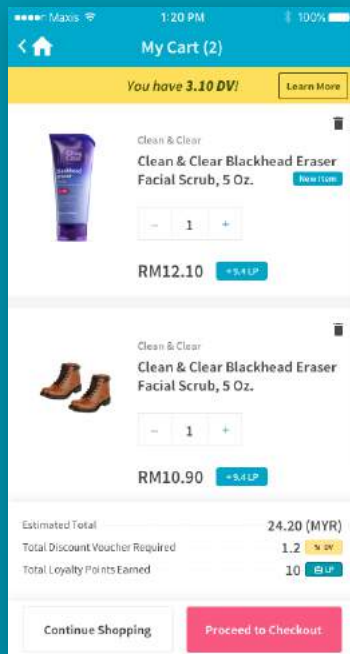 Maxis 1:20 PM 100%
My Cart (2)
You have 3.10 DV! Learn More
Clean & Clear
Clean & Clear Blackhead Eraser
Facial Scrub, 5 Oz. New Item
- 1 +
RM12.10 +9.4 LP
Clean & Clear
Clean & Clear Blackhead Eraser
Facial Scrub, 5 Oz.
- 1 +
RM10.90 +9.4 LP
Estimated Total 24.20 (MYR)
Total Discount Voucher Required 1.2 DV
Total Loyalty Points Earned 10 LP
Continue Shopping Proceed to Checkout